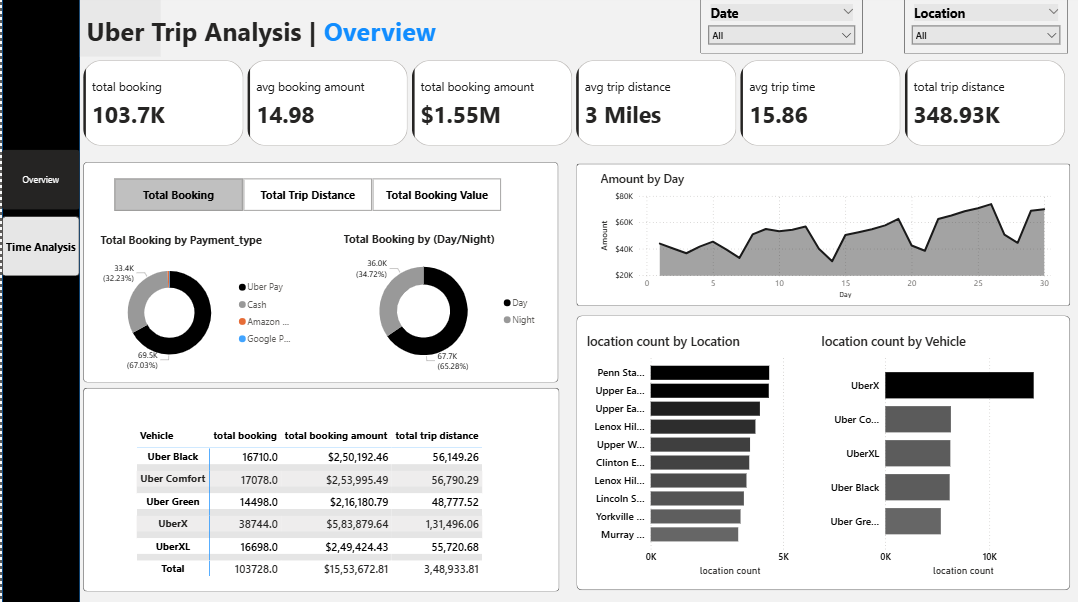 Uber Trip Analysis | Overview
Date
All
Location
All
total booking
103.7K
avg booking amount
14.98
total booking amount
$1.55M
avg trip distance
3 Miles
avg trip time
15.86
total trip distance
348.93K
Overview
Time Analysis
Total Booking
Total Trip Distance
Total Booking Value
Total Booking by Payment_type
33.4K
(32.23%)
69.5K
(67.03%)
Uber Pay
Cash
Amazon ...
Google P...
Total Booking by (Day/Night)
36.0K
(34.72%)
67.7K
(65.28%)
Day
Night
Amount by Day
Amount
$80K
$60K
$40K
$20K
0 5 10 15 20 25 30
Day
Vehicle total booking total booking amount total trip distance
Uber Black 16710.0 $2,50,192.46 56,149.26
Uber Comfort 17078.0 $2,53,995.49 56,790.29
Uber Green 14498.0 $2,16,180.79 48,777.52
UberX 38744.0 $5,83,879.64 1,31,496.06
UberXL 16698.0 $2,49,424.43 55,720.68
Total 103728.0 $15,53,672.81 3,48,933.81
location count by Location
Penn Sta...
Upper Ea...
Upper Ea...
Lenox Hil...
Upper W...
Clinton E...
Lenox Hil...
Lincoln S...
Yorkville ...
Murray ...
0K 5K
location count
location count by Vehicle
UberX
Uber Co...
UberXL
Uber Black
Uber Gre...
0K 10K
location count